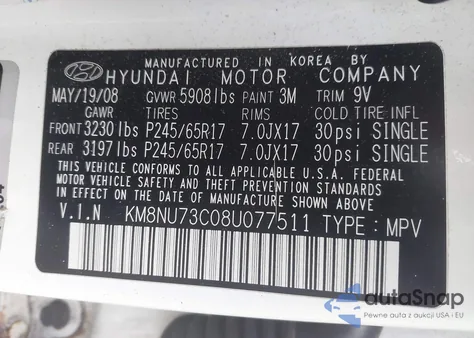 MANUFACTURED IN KOREA BY
HYUNDAI MOTOR COMPANY
MAY/19/08 GVWR 5908lbs PAINT 3M TRIM 9V
GAWR TIRES RIMS COLD TIRE INFL
FRONT 3230lbs P245/65R17 7.0JX17 30psi SINGLE
REAR 3197lbs P245/65R17 7.0JX17 30psi SINGLE
THIS VEHICLE CONFORMS TO ALL APPLICABLE U.S.A. FEDERAL
MOTOR VEHICLE SAFETY AND THEFT PREVENTION STANDARDS
IN EFFECT ON THE DATE OF MANUFACTURE SHOWN ABOVE.
V.I.N KM8NU73C08U077511 TYPE: MPV
autoSnap
Pewne auta z USA i EU